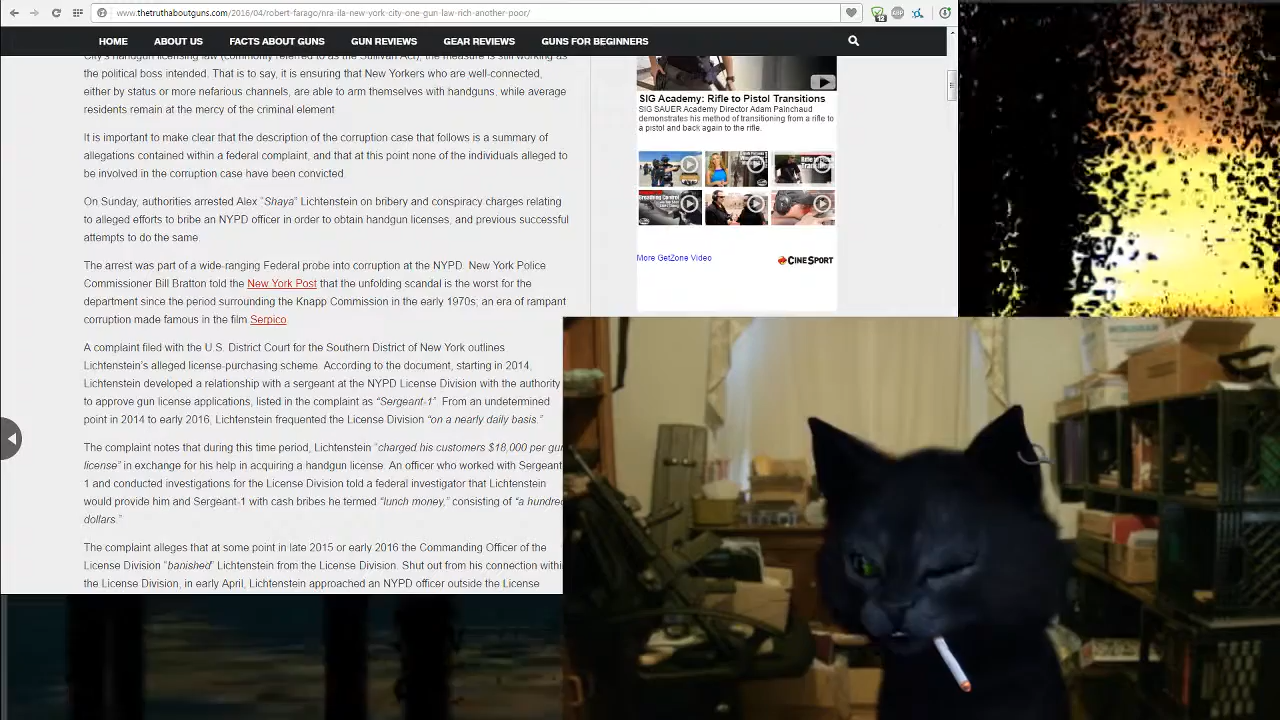 www.thetruthaboutguns.com/2016/04/robert-farago/nra-ila-new-york-city-one-gun-law-rich-another-poor/
12
ABP
HOME ABOUT US FACTS ABOUT GUNS GUN REVIEWS GEAR REVIEWS GUNS FOR BEGINNERS
City's handgun licensing law (commonly referred to as the Sullivan Act), the measure is still working as
the political boss intended. That is to say, it is ensuring that New Yorkers who are well-connected,
either by status or more nefarious channels, are able to arm themselves with handguns, while average
residents remain at the mercy of the criminal element
It is important to make clear that the description of the corruption case that follows is a summary of
allegations contained within a federal complaint, and that at this point none of the individuals alleged to
be involved in the corruption case have been convicted.
On Sunday, authorities arrested Alex "Shaya" Lichtenstein on bribery and conspiracy charges relating
to alleged efforts to bribe an NYPD officer in order to obtain handgun licenses, and previous successful
attempts to do the same.
The arrest was part of a wide-ranging Federal probe into corruption at the NYPD. New York Police
Commissioner Bill Bratton told the New York Post that the unfolding scandal is the worst for the
department since the period surrounding the Knapp Commission in the early 1970s; an era of rampant
corruption made famous in the film Serpico.
A complaint filed with the U.S. District Court for the Southern District of New York outlines
Lichtenstein's alleged license-purchasing scheme. According to the document, starting in 2014,
Lichtenstein developed a relationship with a sergeant at the NYPD License Division with the authority
to approve gun license applications, listed in the complaint as "Sergeant-1". From an undetermined
point in 2014 to early 2016, Lichtenstein frequented the License Division "on a nearly daily basis."
The complaint notes that during this time period, Lichtenstein "charged his customers $18,000 per gun
license" in exchange for his help in acquiring a handgun license. An officer who worked with Sergeant
1 and conducted investigations for the License Division told a federal investigator that Lichtenstein
would provide him and Sergeant-1 with cash bribes he termed "lunch money," consisting of "a hundred
dollars."
The complaint alleges that at some point in late 2015 or early 2016 the Commanding Officer of the
License Division "banished" Lichtenstein from the License Division. Shut out from his connection within
the License Division, in early April, Lichtenstein approached an NYPD officer outside the License
SIG Academy: Rifle to Pistol Transitions
SIG SAUER Academy Director Adam Painchaud
demonstrates his method of transitioning from a rifle to
a pistol and back again to the rifle.
More GetZone Video
CINESPORT